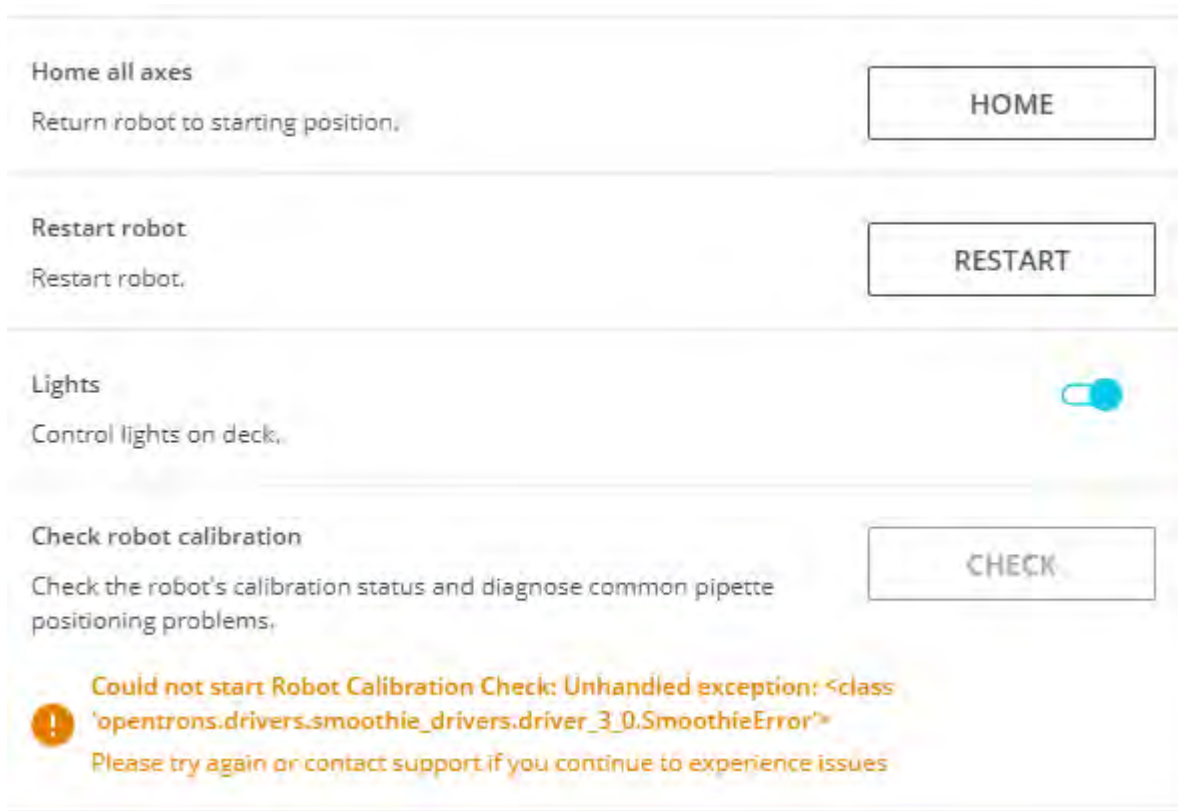 Home all axes
HOME
Return robot to starting position.
Restart robot
RESTART
Restart robot.
Lights
Control lights on deck.
Check robot calibration
CHECK
Check the robot's calibration status and diagnose common pipette
positioning problems.
Could not start Robot Calibration Check: Unhandled exception: <class
'opentrons.drivers.smoothie_drivers.driver_3_0.SmoothieError'>
Please try again or contact support if you continue to experience issues